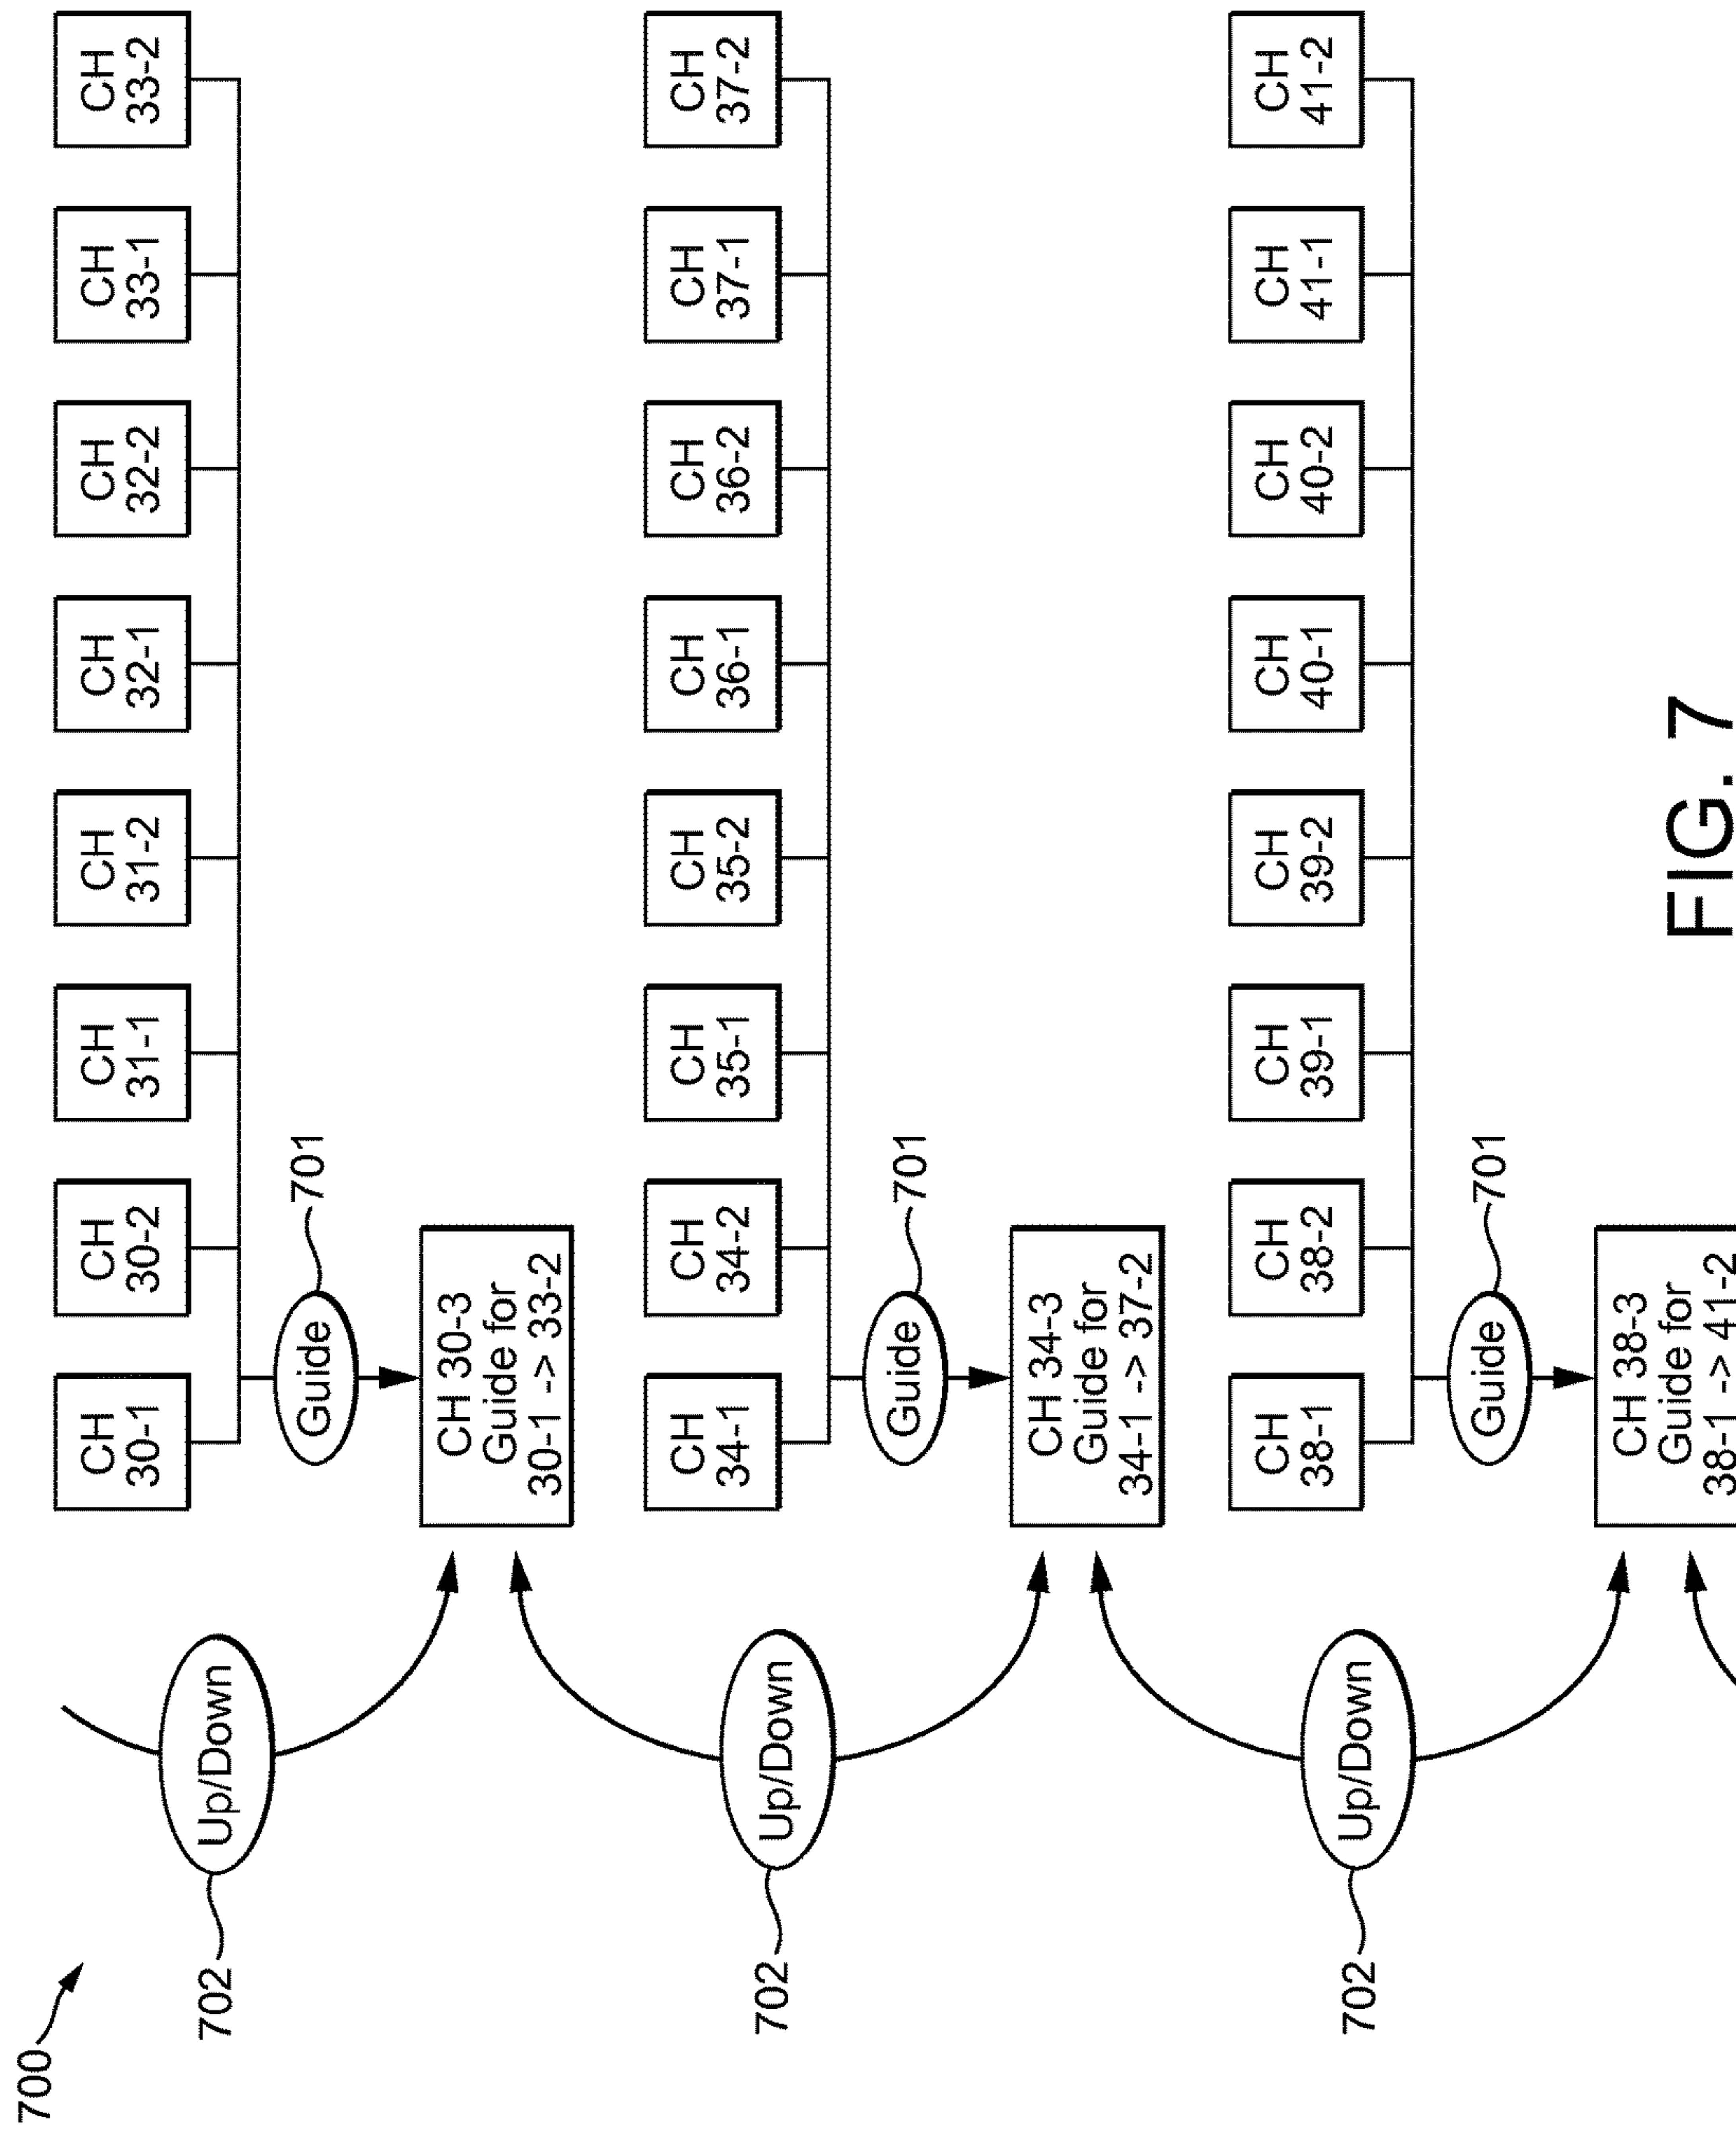 700
CH
30-1
CH
30-2
CH
31-1
CH
31-2
CH
32-1
CH
32-2
CH
33-1
CH
33-2
702
Up/Down
Guide
701
CH 30-3
Guide for
30-1 -> 33-2
CH
34-1
CH
34-2
CH
35-1
CH
35-2
CH
36-1
CH
36-2
CH
37-1
CH
37-2
702
Up/Down
Guide
701
CH 34-3
Guide for
34-1 -> 37-2
CH
38-1
CH
38-2
CH
39-1
CH
39-2
CH
40-1
CH
40-2
CH
41-1
CH
41-2
702
Up/Down
Guide
701
CH 38-3
Guide for
38-1 -> 41-2
FIG. 7